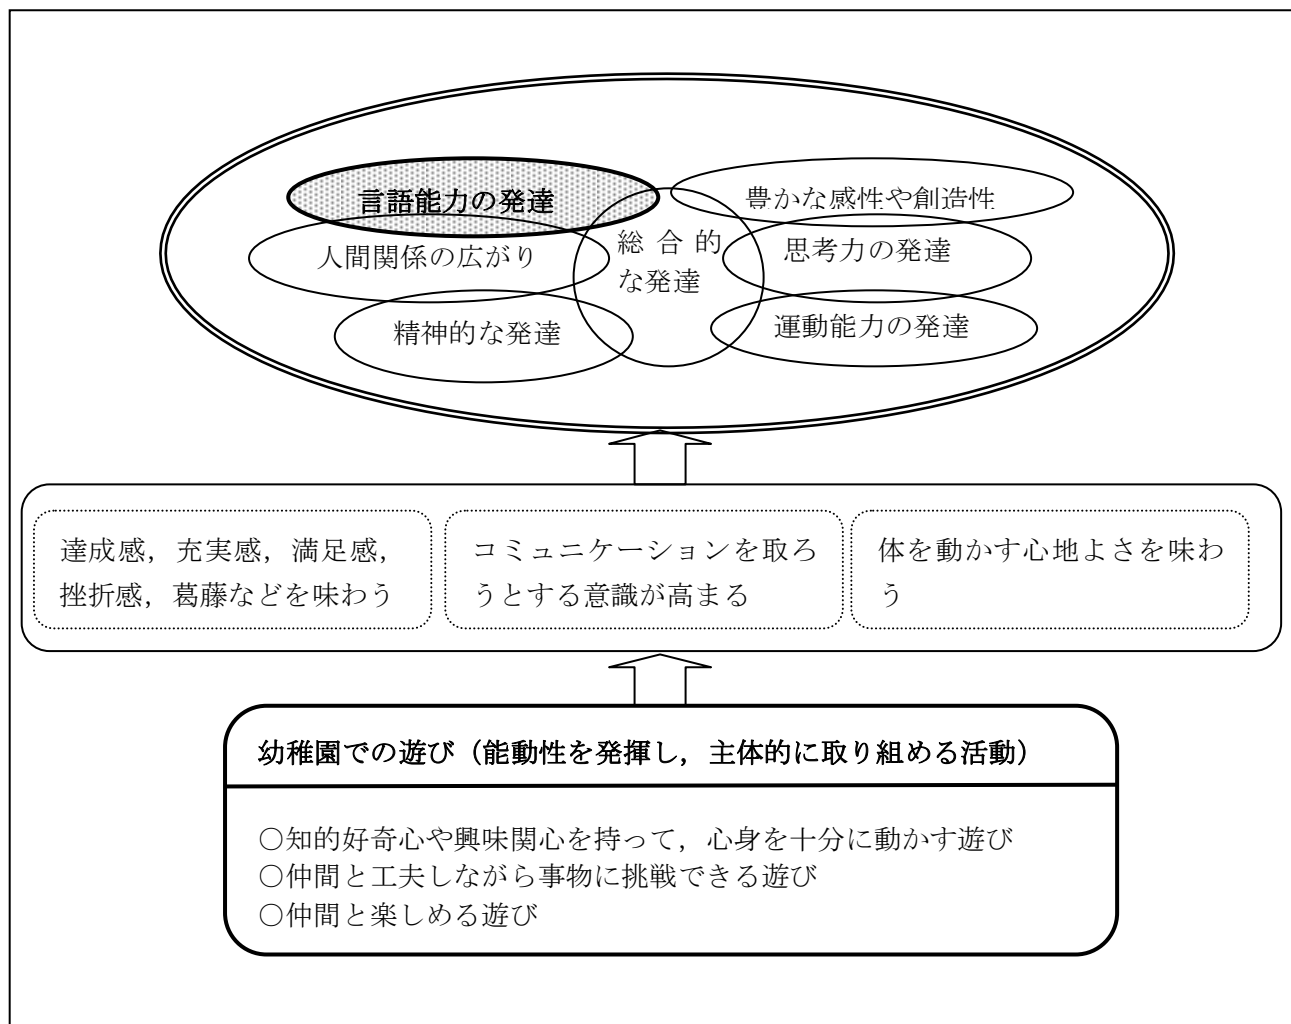 言語能力の発達
豊かな感性や創造性
人間関係の広がり
総合的
な発達
思考力の発達
精神的な発達
運動能力の発達
達成感，充実感，満足感，
挫折感，葛藤などを味わう
コミュニケーションを取ろ
うとする意識が高まる
体を動かす心地よさを味わ
う
幼稚園での遊び（能動性を発揮し，主体的に取り組める活動）
○知的好奇心や興味関心を持って，心身を十分に動かす遊び
○仲間と工夫しながら事物に挑戦できる遊び
○仲間と楽しめる遊び